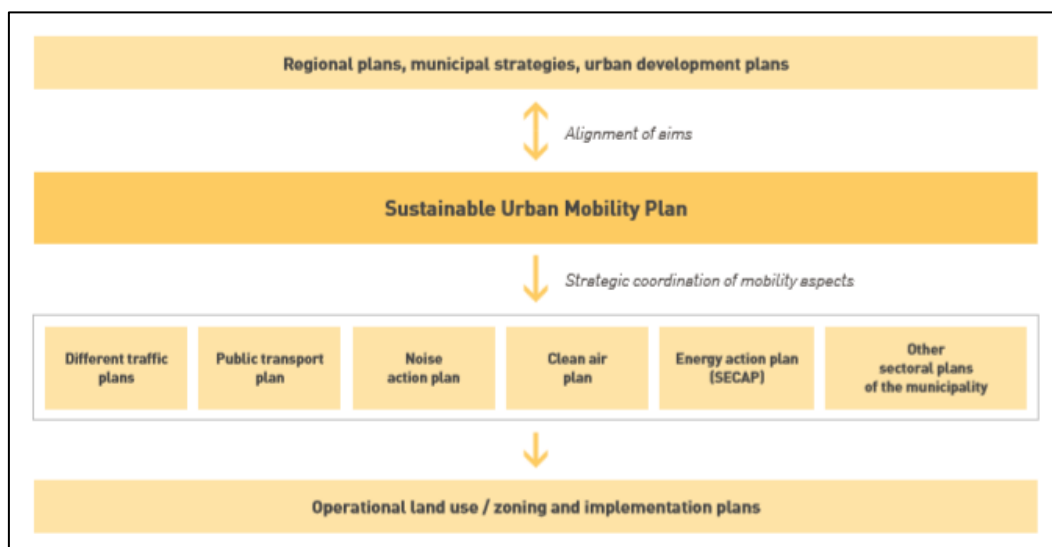 Regional plans, municipal strategies, urban development plans
Alignment of aims
Sustainable Urban Mobility Plan
Strategic coordination of mobility aspects
Different traffic
plans
Public transport
plan
Noise
action plan
Clean air
plan
Energy action plan
(SECAP)
Other
sectoral plans
of the municipality
Operational land use / zoning and implementation plans